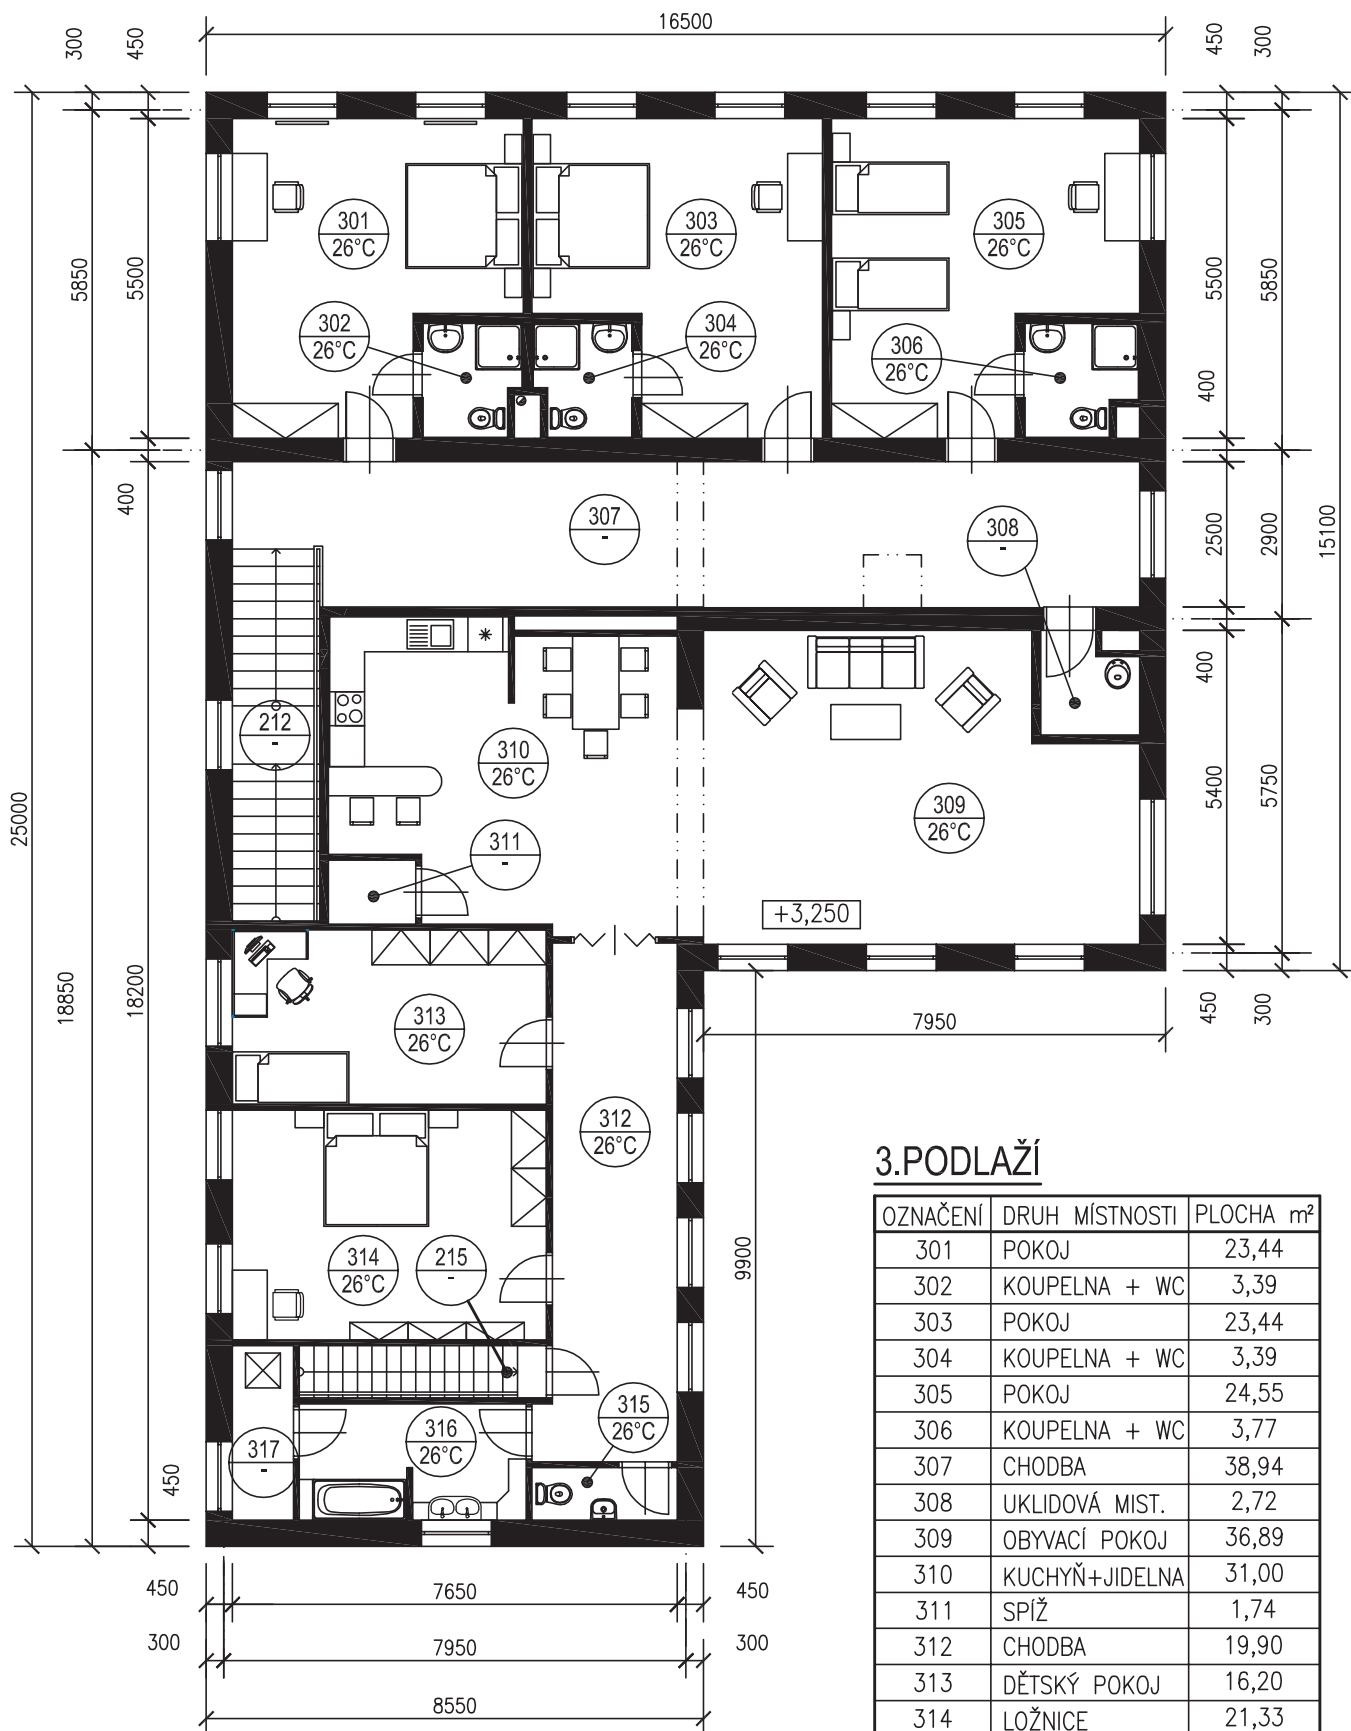 16500
300
450
450
300
301
26°C
303
26°C
305
26°C
302
26°C
304
26°C
306
26°C
5850
5500
5500
5850
400
307
-
308
-
400
2500
2900
15100
212
-
310
26°C
309
26°C
311
-
+3,250
400
5400
5750
25000
18850
18200
313
26°C
7950
450
300
312
26°C
314
26°C
215
-
9900
315
26°C
316
26°C
317
-
450
450
7650
450
300
7950
300
8550
3.PODLAŽÍ
OZNAČENÍ DRUH MÍSTNOSTI PLOCHA m²
301 POKOJ 23,44
302 KOUPELNA + WC 3,39
303 POKOJ 23,44
304 KOUPELNA + WC 3,39
305 POKOJ 24,55
306 KOUPELNA + WC 3,77
307 CHODBA 38,94
308 UKLIDOVÁ MIST. 2,72
309 OBYVACÍ POKOJ 36,89
310 KUCHYŇ+JIDELNA 31,00
311 SPÍŽ 1,74
312 CHODBA 19,90
313 DĚTSKÝ POKOJ 16,20
314 LOŽNICE 21,33